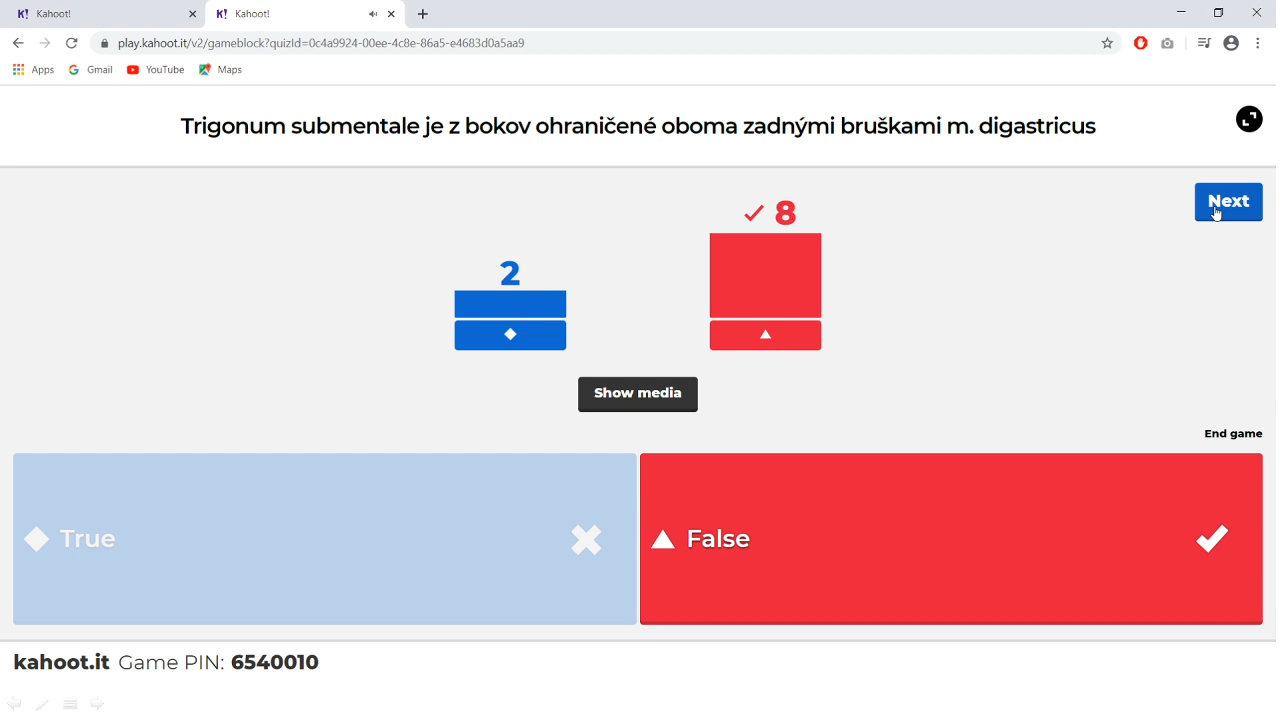 K! Kahoot!
K! Kahoot!
play.kahoot.it/v2/gameblock?quizId=0c4a9924-00ee-4c8e-86a5-e4683d0a5aa9
Apps Gmail YouTube Maps
Trigonum submentale je z bokov ohraničené oboma zadnými bruškami m. digastricus
Next
8
2
Show media
End game
True
False
kahoot.it Game PIN: 6540010